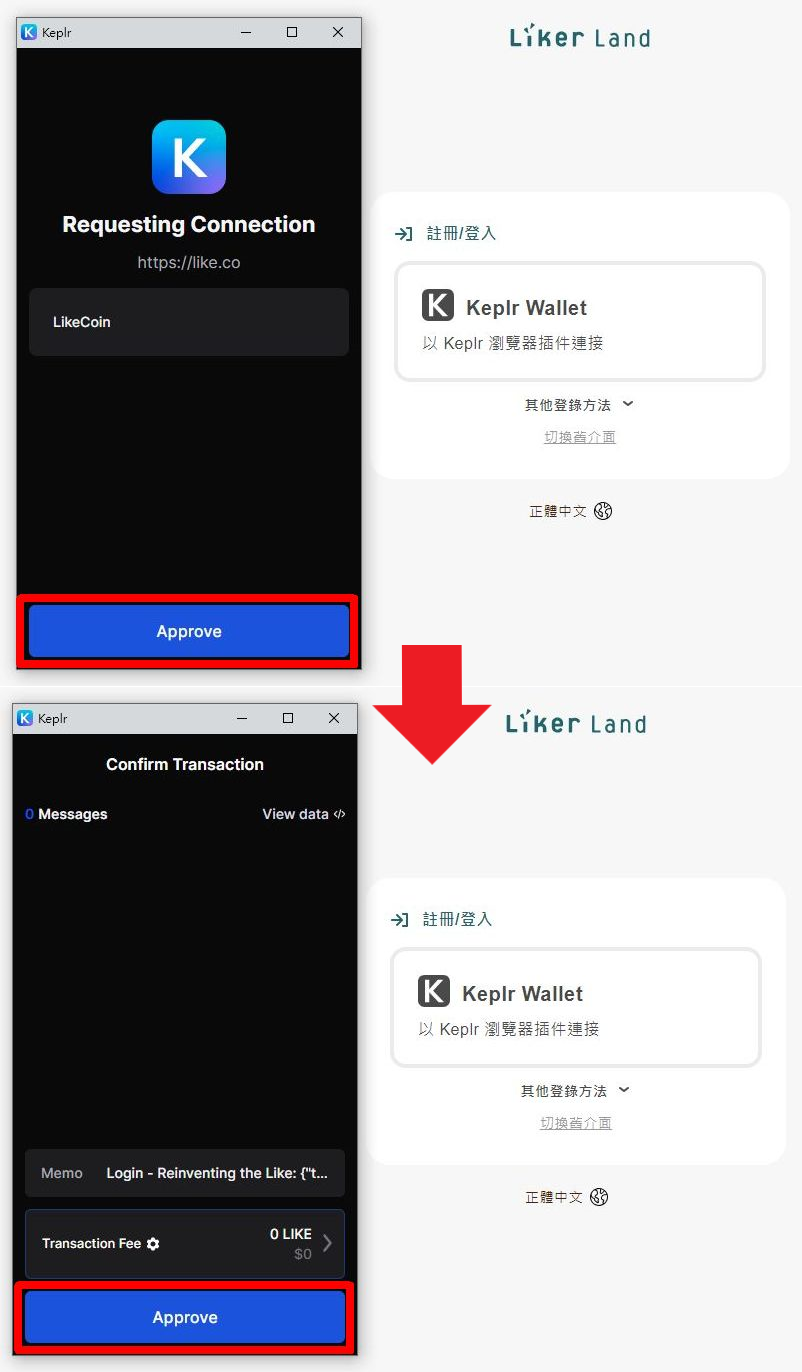 Keplr
Liker Land
K
Requesting Connection
https://like.co
LikeCoin
註冊/登入
K Keplr Wallet
以 Keplr 瀏覽器插件連接
其他登錄方法
切換舊介面
正體中文
Approve
Keplr
Liker Land
Confirm Transaction
0 Messages View data </>
註冊/登入
K Keplr Wallet
以 Keplr 瀏覽器插件連接
其他登錄方法
切換舊介面
正體中文
Memo Login - Reinventing the Like: {"t...
Transaction Fee 0 LIKE
$0
Approve